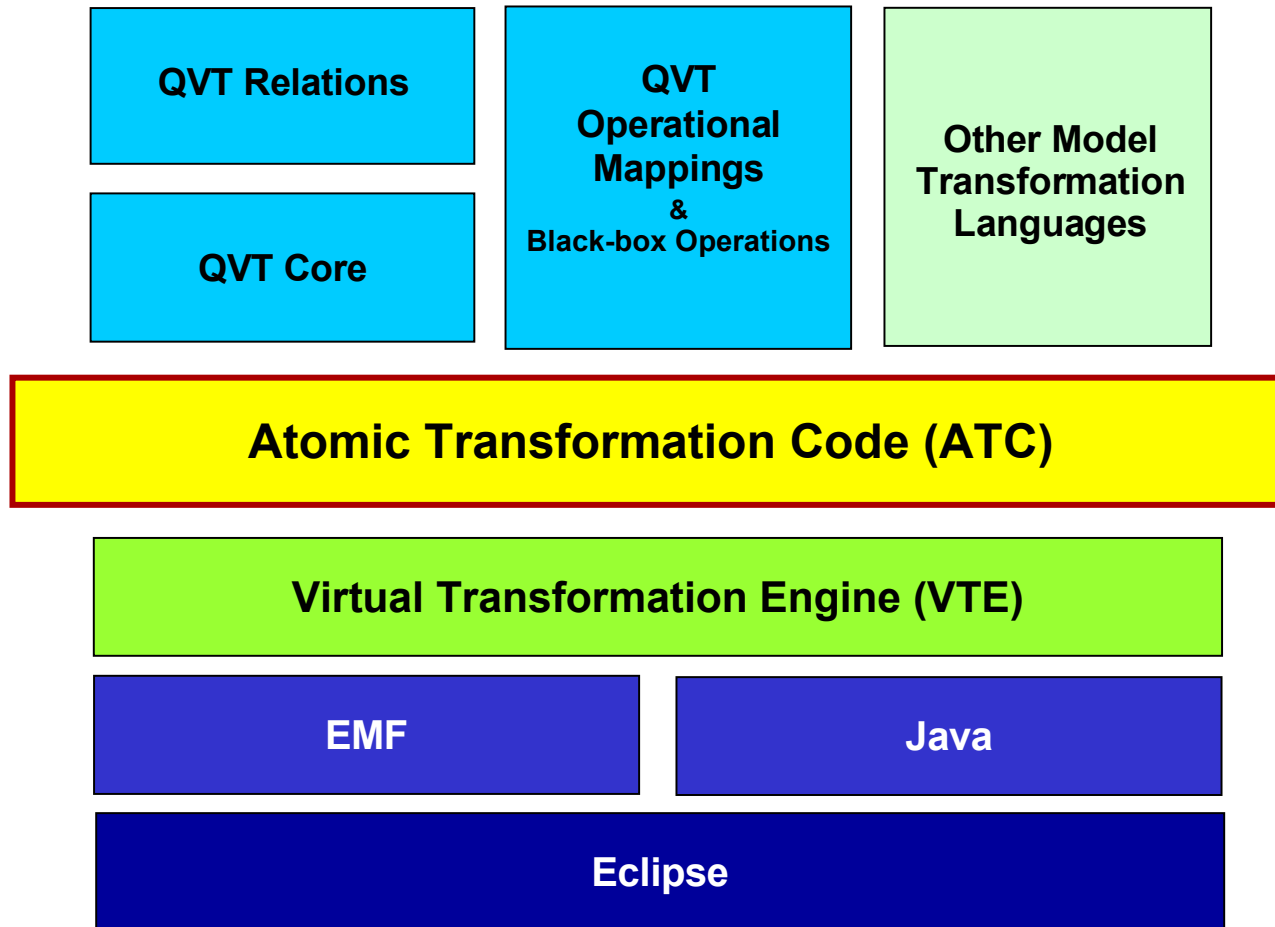 QVT Relations
QVT Core
QVT
Operational
Mappings
&
Black-box Operations
Other Model
Transformation
Languages
Atomic Transformation Code (ATC)
Virtual Transformation Engine (VTE)
EMF
Java
Eclipse